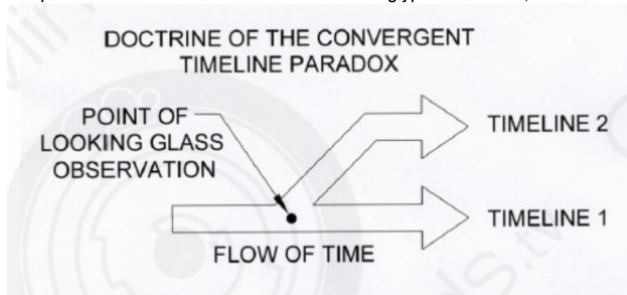 DOCTRINE OF THE CONVERGENT
TIMELINE PARADOX
POINT OF
LOOKING GLASS
OBSERVATION
TIMELINE 2
TIMELINE 1
FLOW OF TIME